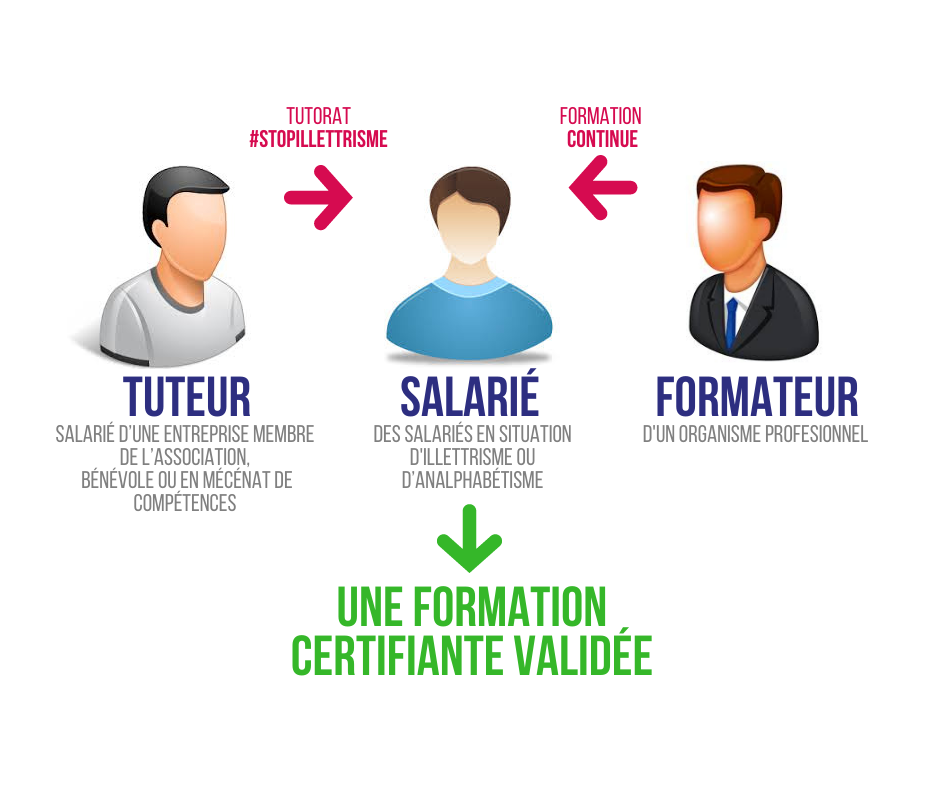 TUTORAT
#STOPILLETTRISME
FORMATION
CONTINUE
TUTEUR
SALARIÉ D'UNE ENTREPRISE MEMBRE
DE L'ASSOCIATION,
BÉNÉVOLE OU EN MÉCÉNAT DE
COMPÉTENCES
SALARIÉ
DES SALARIÉS EN SITUATION
D'ILLETTRISME OU
D'ANALPHABÉTISME
FORMATEUR
D'UN ORGANISME PROFESIONNEL
UNE FORMATION
CERTIFIANTE VALIDÉE